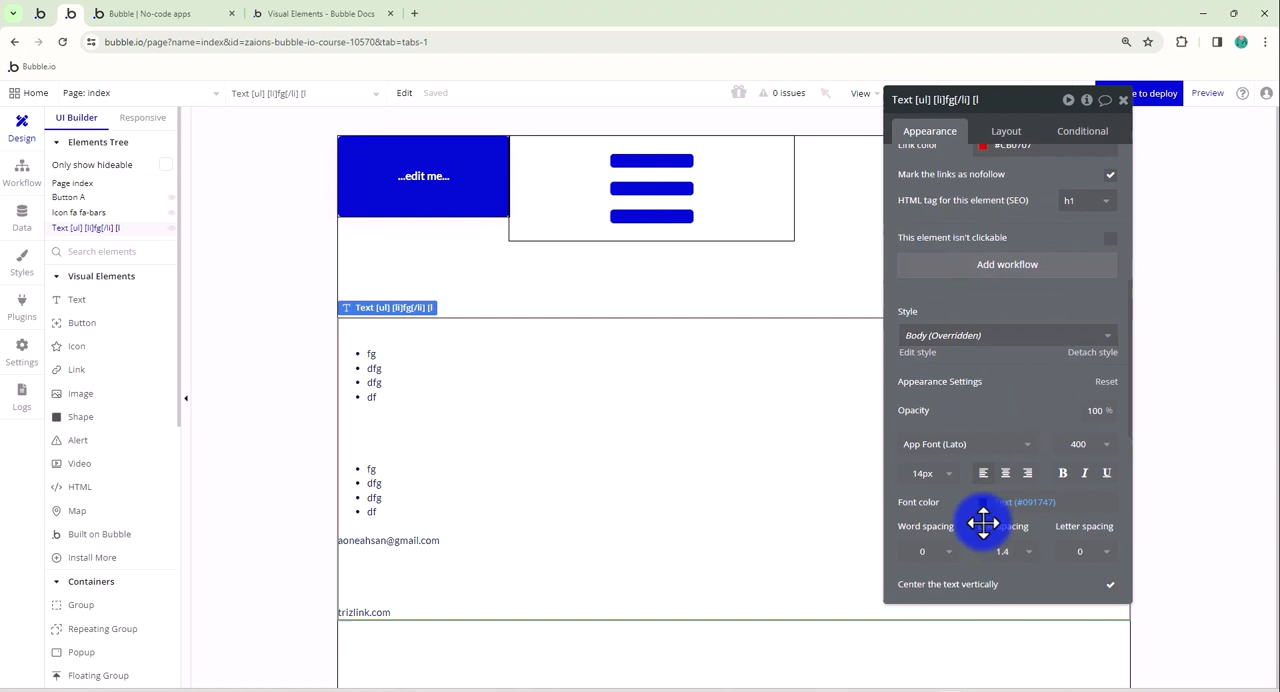 Bubble | No-code apps
Visual Elements - Bubble Docs
bubble.io/page?name=index&id=zaions-bubble-io-course-10570&tab=tabs-1
Bubble.io
Home
Page: index
Text [ul] [li]fg[/li] [l
Edit
Saved
0 issues
View
e to deploy
Preview
Design
Workflow
Data
Styles
Plugins
Settings
Logs
UI Builder
Responsive
Elements Tree
Only show hideable
Page index
Button A
Icon fa fa-bars
Text [ul] [li]fg[/li] [l
Search elements
Visual Elements
Text
Button
Icon
Link
Image
Shape
Alert
Video
HTML
Map
Built on Bubble
Install More
Containers
Group
Repeating Group
Popup
Floating Group
...edit me...
Text [ul] [li]fg[/li] [l
fg
dfg
dfg
df
fg
dfg
dfg
df
aoneahsan@gmail.com
trizlink.com
Text [ul] [li]fg[/li] [l
Appearance
Layout
Conditional
Link color
#CB0707
Mark the links as nofollow
HTML tag for this element (SEO)
h1
This element isn't clickable
Add workflow
Style
Body (Overridden)
Edit style
Detach style
Appearance Settings
Reset
Opacity
100 %
App Font (Lato)
400
14px
B I U
Font color
(#091747)
Word spacing
Letter spacing
0
1.4
0
Center the text vertically